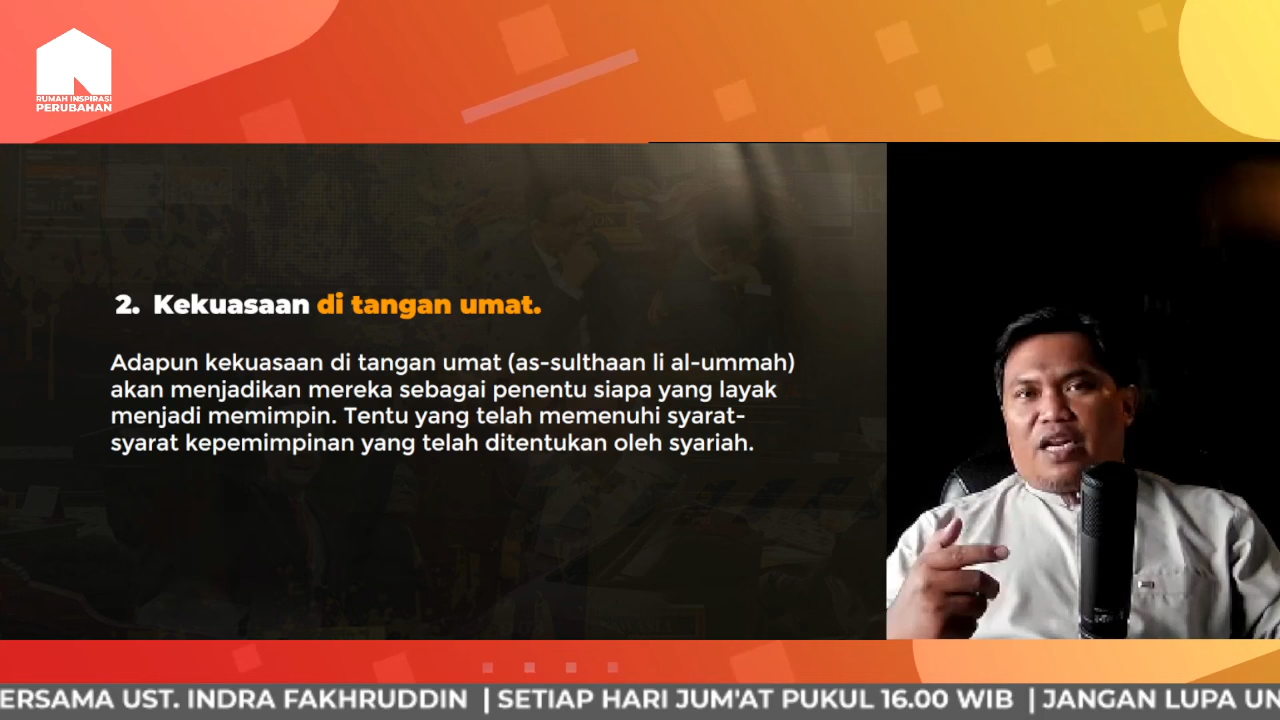 RUMAH INSPIRASI
PERUBAHAN
2. Kekuasaan di tangan umat.
Adapun kekuasaan di tangan umat (as-sulthaan li al-ummah)
akan menjadikan mereka sebagai penentu siapa yang layak
menjadi memimpin. Tentu yang telah memenuhi syarat-
syarat kepemimpinan yang telah ditentukan oleh syariah.
ERSAMA UST. INDRA FAKHRUDDIN | SETIAP HARI JUM'AT PUKUL 16.00 WIB | JANGAN LUPA UN